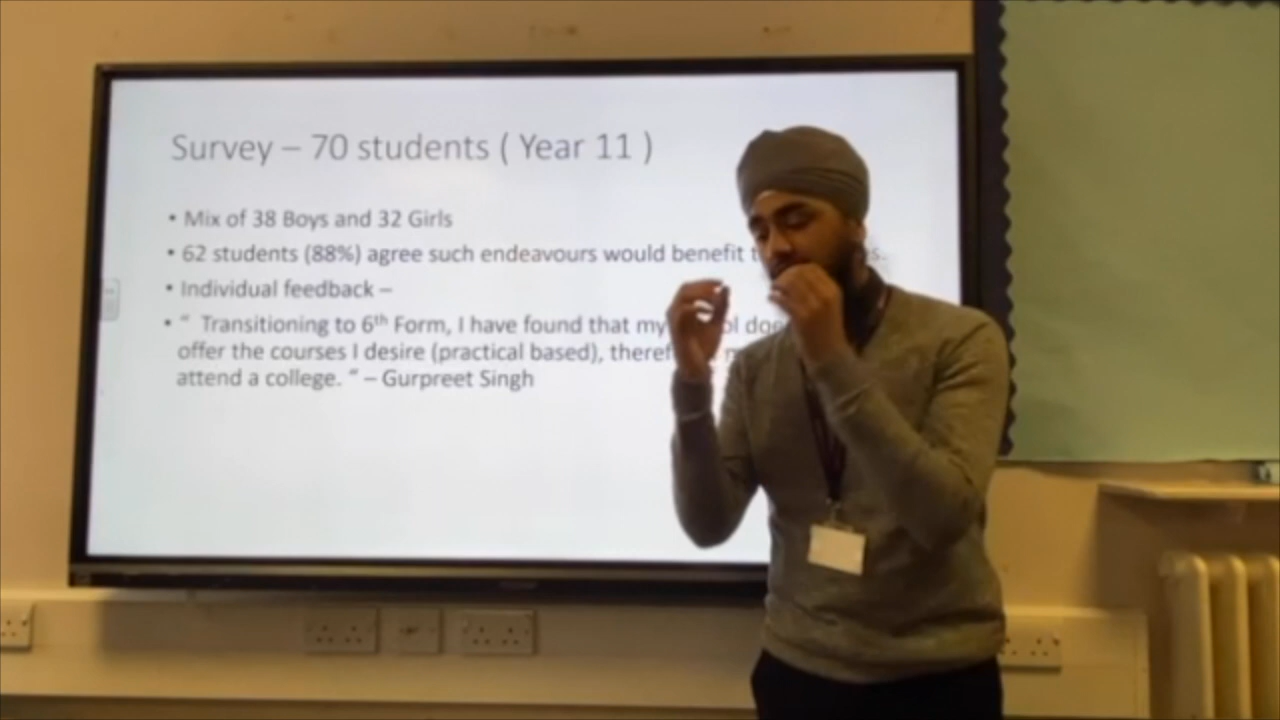 Survey – 70 students ( Year 11 )
• Mix of 38 Boys and 32 Girls
• 62 students (88%) agree such endeavours would benefit
• Individual feedback –
• “ Transitioning to 6th Form, I have found that my
offer the courses I desire (practical based),
attend a college. “ – Gurpreet Singh